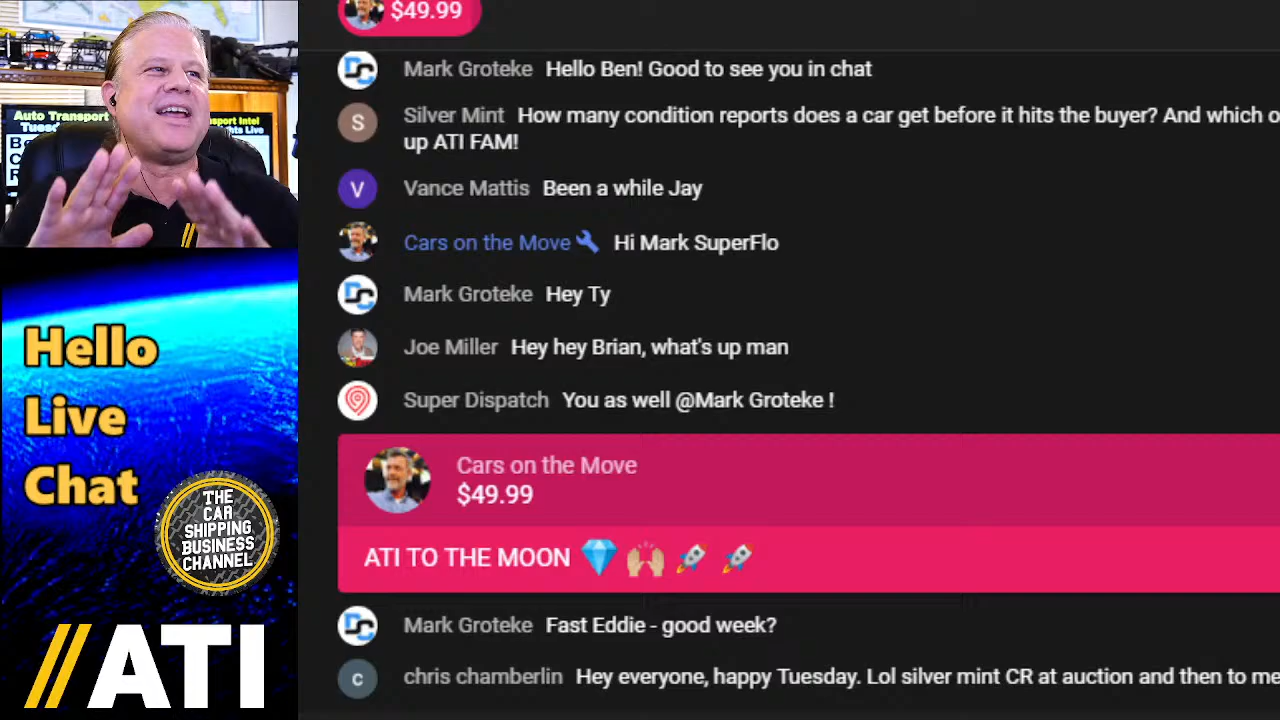 $49.99
Mark Groteke Hello Ben! Good to see you in chat
S Silver Mint How many condition reports does a car get before it hits the buyer? And which
up ATI FAM!
V Vance Mattis Been a while Jay
Cars on the Move Hi Mark SuperFlo
Mark Groteke Hey Ty
Joe Miller Hey hey Brian, what's up man
Super Dispatch You as well @Mark Groteke !
Cars on the Move
$49.99
ATI TO THE MOON 💎 🙌🏼 🚀 🚀
Mark Groteke Fast Eddie - good week?
c chris chamberlin Hey everyone, happy Tuesday. Lol silver mint CR at auction and then to me
Auto Transport
Tues
Hello
Live
Chat
THE
CAR
SHIPPING
BUSINESS
CHANNEL
//ATI